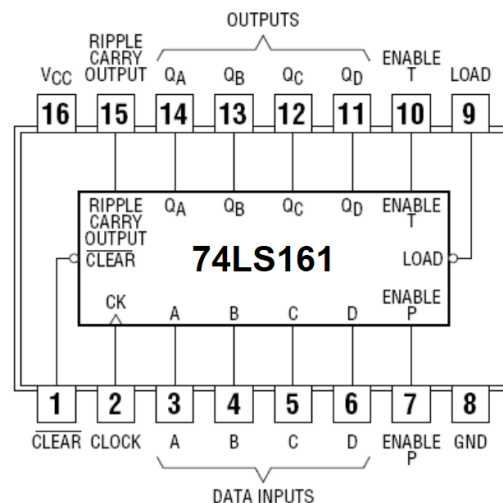 OUTPUTS
RIPPLE
CARRY
OUTPUT
VCC
QA
QB
QC
QD
ENABLE
T
LOAD
16
15
14
13
12
11
10
9
RIPPLE
CARRY
OUTPUT
QA
QB
QC
QD
ENABLE
T
CLEAR
74LS161
LOAD
CK
A
B
C
D
ENABLE
P
1
2
3
4
5
6
7
8
CLEAR
CLOCK
A
B
C
D
ENABLE
P
GND
DATA INPUTS